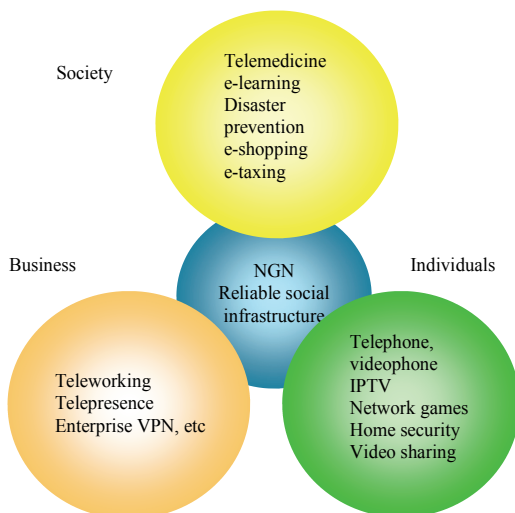 Society
Telemedicine
e-learning
Disaster
prevention
e-shopping
e-taxing
Business
NGN
Reliable social
infrastructure
Individuals
Teleworking
Telepresence
Enterprise VPN, etc
Telephone,
videophone
IPTV
Network games
Home security
Video sharing